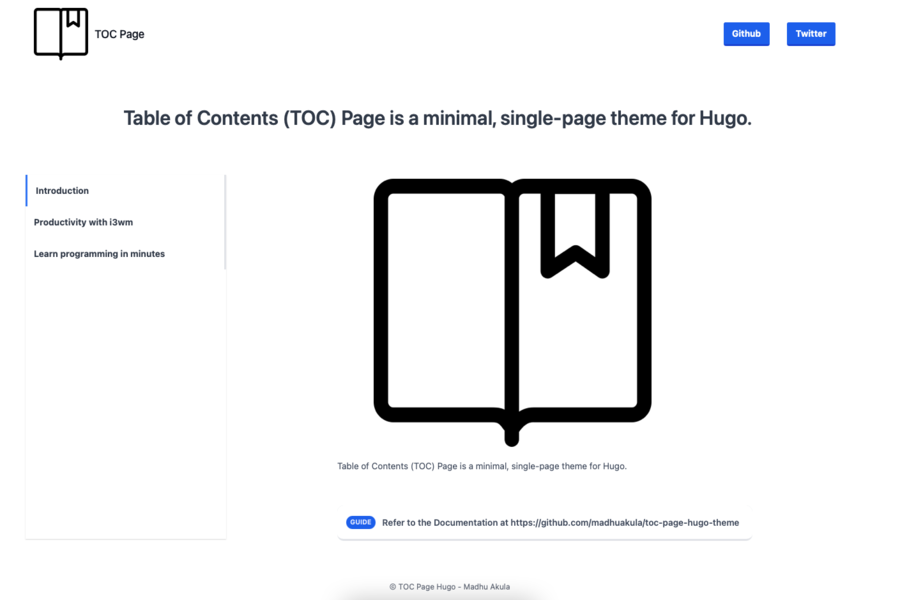 TOC Page
Github
Twitter
Table of Contents (TOC) Page is a minimal, single-page theme for Hugo.
Introduction
Productivity with i3wm
Learn programming in minutes
Table of Contents (TOC) Page is a minimal, single-page theme for Hugo.
GUIDE Refer to the Documentation at https://github.com/madhuakula/toc-page-hugo-theme
© TOC Page Hugo - Madhu Akula